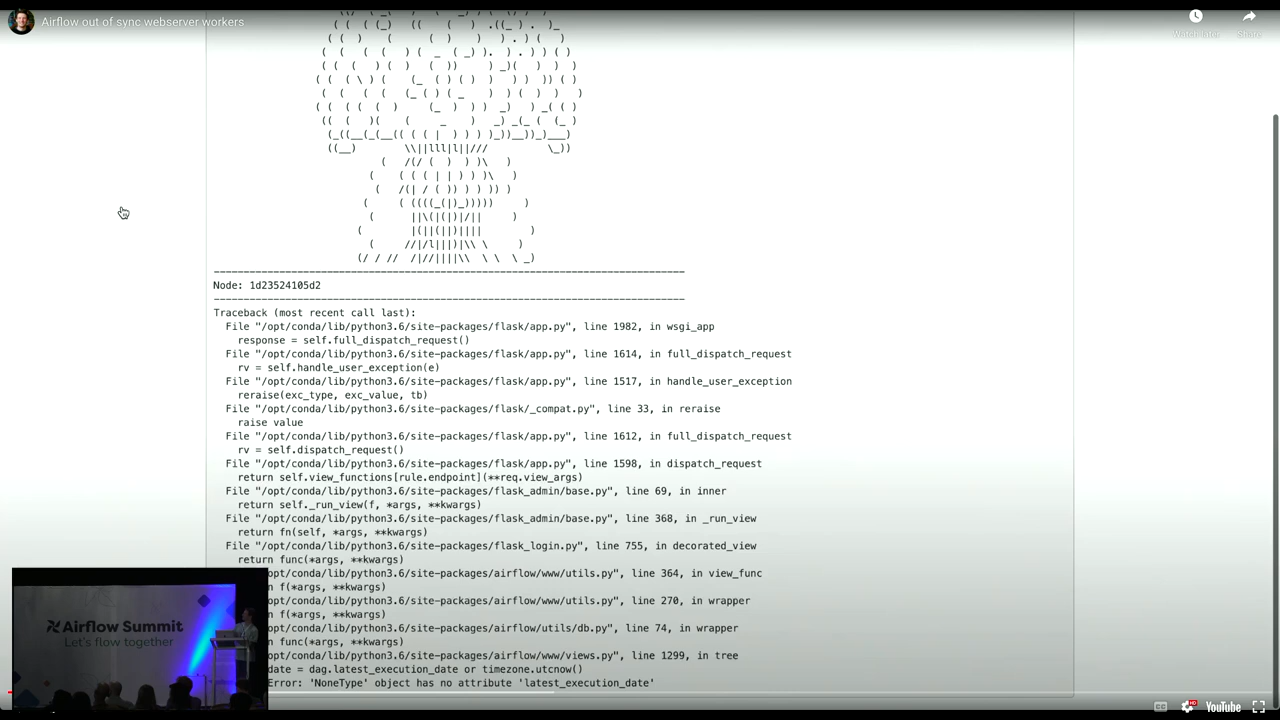 Airflow out of sync webserver workers
Watch later
Share
Node: 1d23524105d2
Traceback (most recent call last):
File "/opt/conda/lib/python3.6/site-packages/flask/app.py", line 1982, in wsgi_app
response = self.full_dispatch_request()
File "/opt/conda/lib/python3.6/site-packages/flask/app.py", line 1614, in full_dispatch_request
rv = self.handle_user_exception(e)
File "/opt/conda/lib/python3.6/site-packages/flask/app.py", line 1517, in handle_user_exception
reraise(exc_type, exc_value, tb)
File "/opt/conda/lib/python3.6/site-packages/flask/_compat.py", line 33, in reraise
raise value
File "/opt/conda/lib/python3.6/site-packages/flask/app.py", line 1612, in full_dispatch_request
rv = self.dispatch_request()
File "/opt/conda/lib/python3.6/site-packages/flask/app.py", line 1598, in dispatch_request
return self.view_functions[rule.endpoint](**req.view_args)
File "/opt/conda/lib/python3.6/site-packages/flask_admin/base.py", line 69, in inner
return self._run_view(f, *args, **kwargs)
File "/opt/conda/lib/python3.6/site-packages/flask_admin/base.py", line 368, in _run_view
return fn(self, *args, **kwargs)
File "/opt/conda/lib/python3.6/site-packages/flask_login.py", line 755, in decorated_view
return func(*args, **kwargs)
opt/conda/lib/python3.6/site-packages/airflow/www/utils.py", line 364, in view_func
f(*args, **kwargs)
opt/conda/lib/python3.6/site-packages/airflow/www/utils.py", line 270, in wrapper
f(*args, **kwargs)
opt/conda/lib/python3.6/site-packages/airflow/utils/db.py", line 74, in wrapper
func(*args, **kwargs)
opt/conda/lib/python3.6/site-packages/airflow/www/views.py", line 1299, in tree
date = dag.latest_execution_date or timezone.utcnow()
Error: 'NoneType' object has no attribute 'latest_execution_date'
Airflow Summit
Let's flow together
CC
HD
YouTube